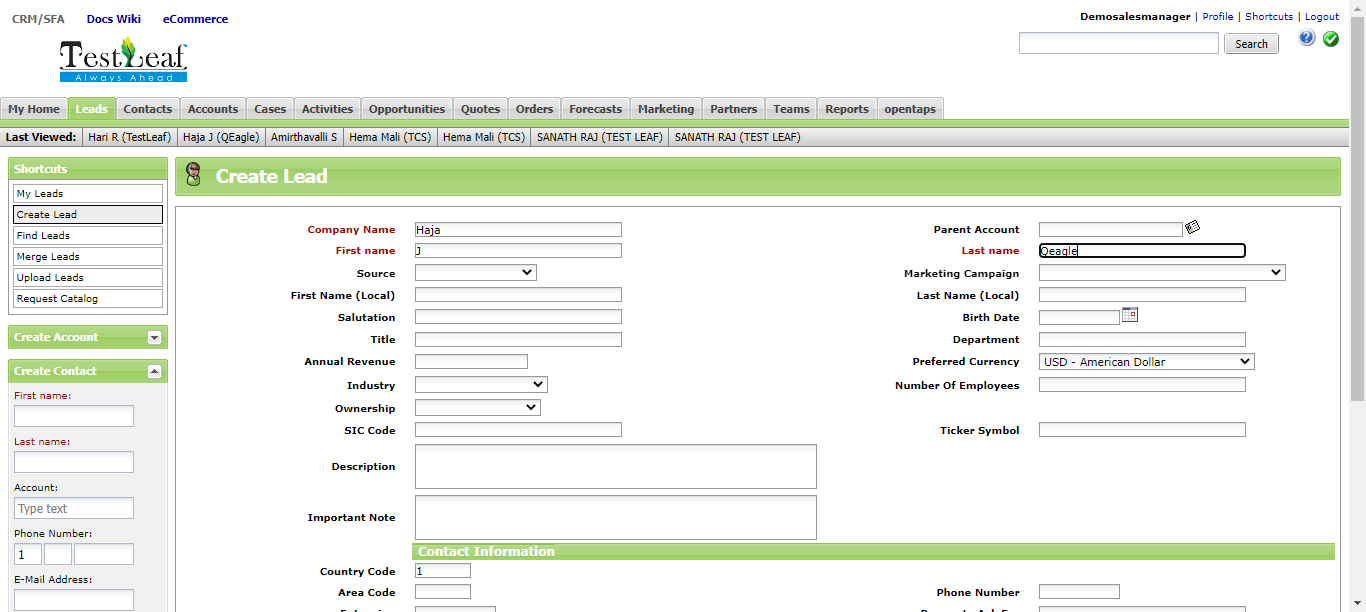 CRM/SFA Docs Wiki eCommerce
Demosalesmanager | Profile | Shortcuts | Logout
TestLeaf
Always Ahead
Search
My Home Leads Contacts Accounts Cases Activities Opportunities Quotes Orders Forecasts Marketing Partners Teams Reports opentaps
Last Viewed: Hari R (TestLeaf) Haja J (QEagle) Amirthavalli S Hema Mali (TCS) Hema Mali (TCS) SANATH RAJ (TEST LEAF) SANATH RAJ (TEST LEAF)
Shortcuts
My Leads
Create Lead
Find Leads
Merge Leads
Upload Leads
Request Catalog
Create Account
Create Contact
First name:
Last name:
Account:
Type text
Phone Number:
1
E-Mail Address:
Create Lead
Company Name Haja Parent Account
First name J Last name Qeagle
Source Marketing Campaign
First Name (Local) Last Name (Local)
Salutation Birth Date
Title Department
Annual Revenue Preferred Currency USD - American Dollar
Industry Number Of Employees
Ownership
SIC Code Ticker Symbol
Description
Important Note
Contact Information
Country Code 1
Area Code Phone Number